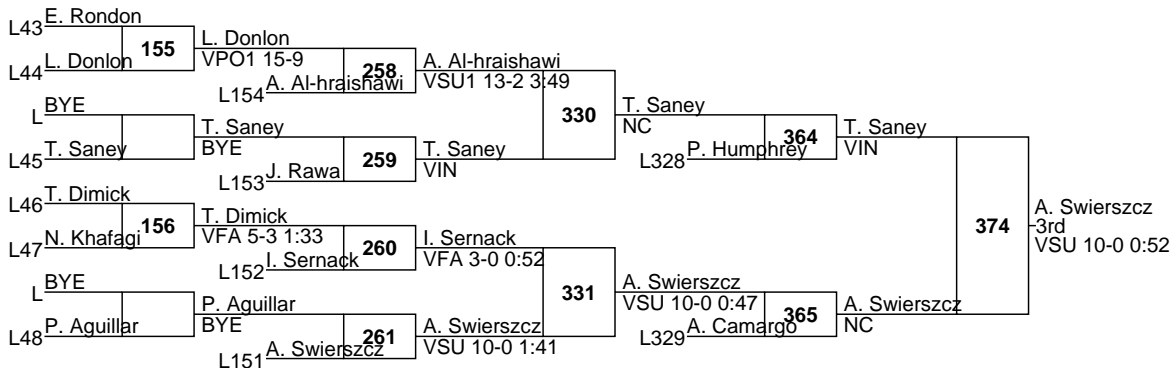 L43 E. Rondon
155
L44 L. Donlon
L. Donlon
VPO1 15-9
258
L154 A. Al-hraishawi
A. Al-hraishawi
VSU1 13-2 3:49
L BYE
L45 T. Saney
T. Saney
BYE
259
L153 J. Rawa
T. Saney
VIN
330
T. Saney
NC
364
L328 P. Humphrey
T. Saney
VIN
L46 T. Dimick
156
L47 N. Khafagi
T. Dimick
VFA 5-3 1:33
260
L152 I. Sernack
I. Sernack
VFA 3-0 0:52
L BYE
L48 P. Aguillar
P. Aguillar
BYE
261
L151 A. Swierszcz
A. Swierszcz
VSU 10-0 1:41
331
A. Swierszcz
VSU 10-0 0:47
365
L329 A. Camargo
A. Swierszcz
NC
374
A. Swierszcz
3rd
VSU 10-0 0:52